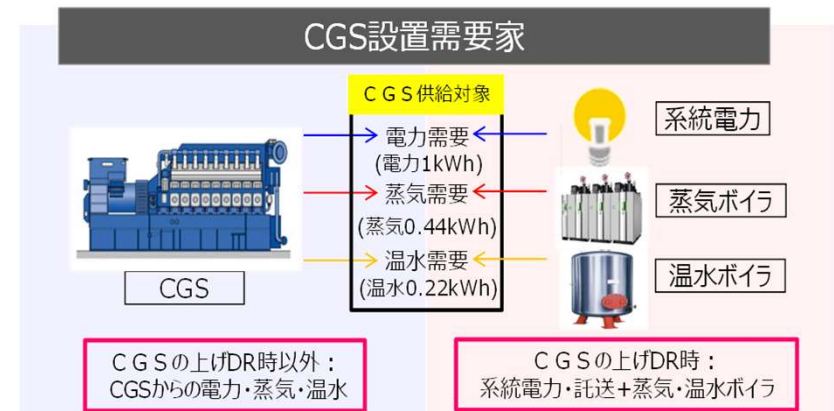 CGS設置需要家
ＣＧＳ供給対象
電力需要
(電力1kWh)
蒸気需要
(蒸気0.44kWh)
温水需要
(温水0.22kWh)
CGS
系統電力
蒸気ボイラ
温水ボイラ
ＣＧＳの上げDR時以外：
CGSからの電力・蒸気・温水
ＣＧＳの上げDR時：
系統電力・託送+蒸気・温水ボイラ